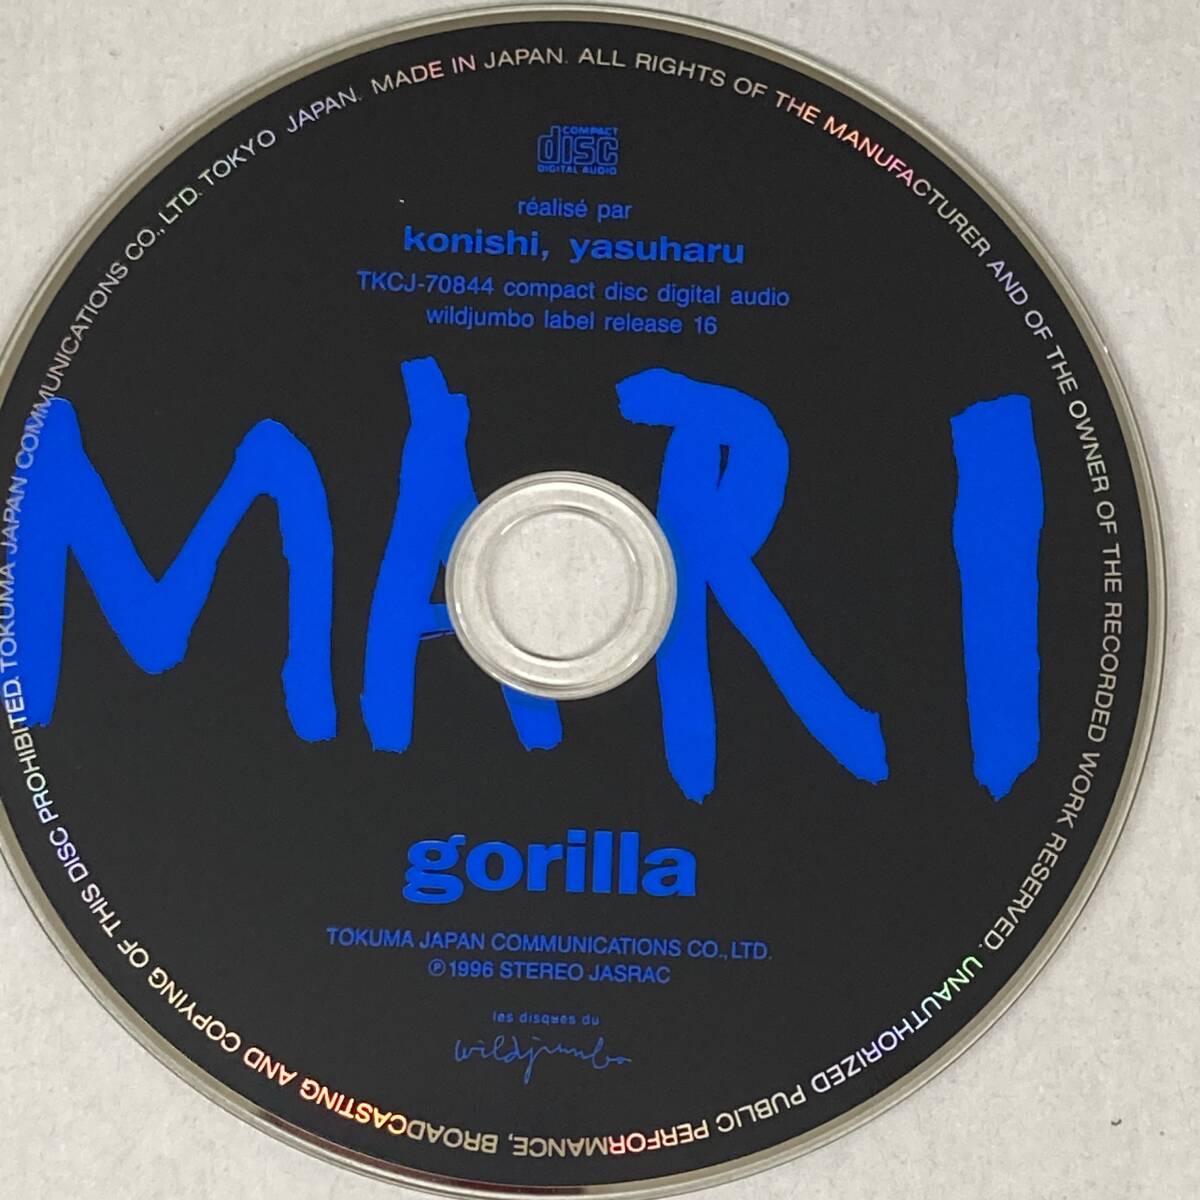 COMPACT
disc
DIGITAL AUDIO
réalisé par
konishi, yasuharu
TKCJ-70844 compact disc digital audio
wildjumbo label release 16
MARI
gorilla
TOKUMA JAPAN COMMUNICATIONS CO., LTD.
Ⓟ1996 STEREO JASRAC
les disques du
wildjumbo
TOKUMA JAPAN COMMUNICATIONS CO., LTD. TOKYO JAPAN. MADE IN JAPAN. ALL RIGHTS OF THE MANUFACTURER AND OF THE OWNER OF THE RECORDED WORK RESERVED. UNAUTHORIZED PUBLIC PERFORMANCE, BROADCASTING AND COPYING OF THIS DISC PROHIBITED.